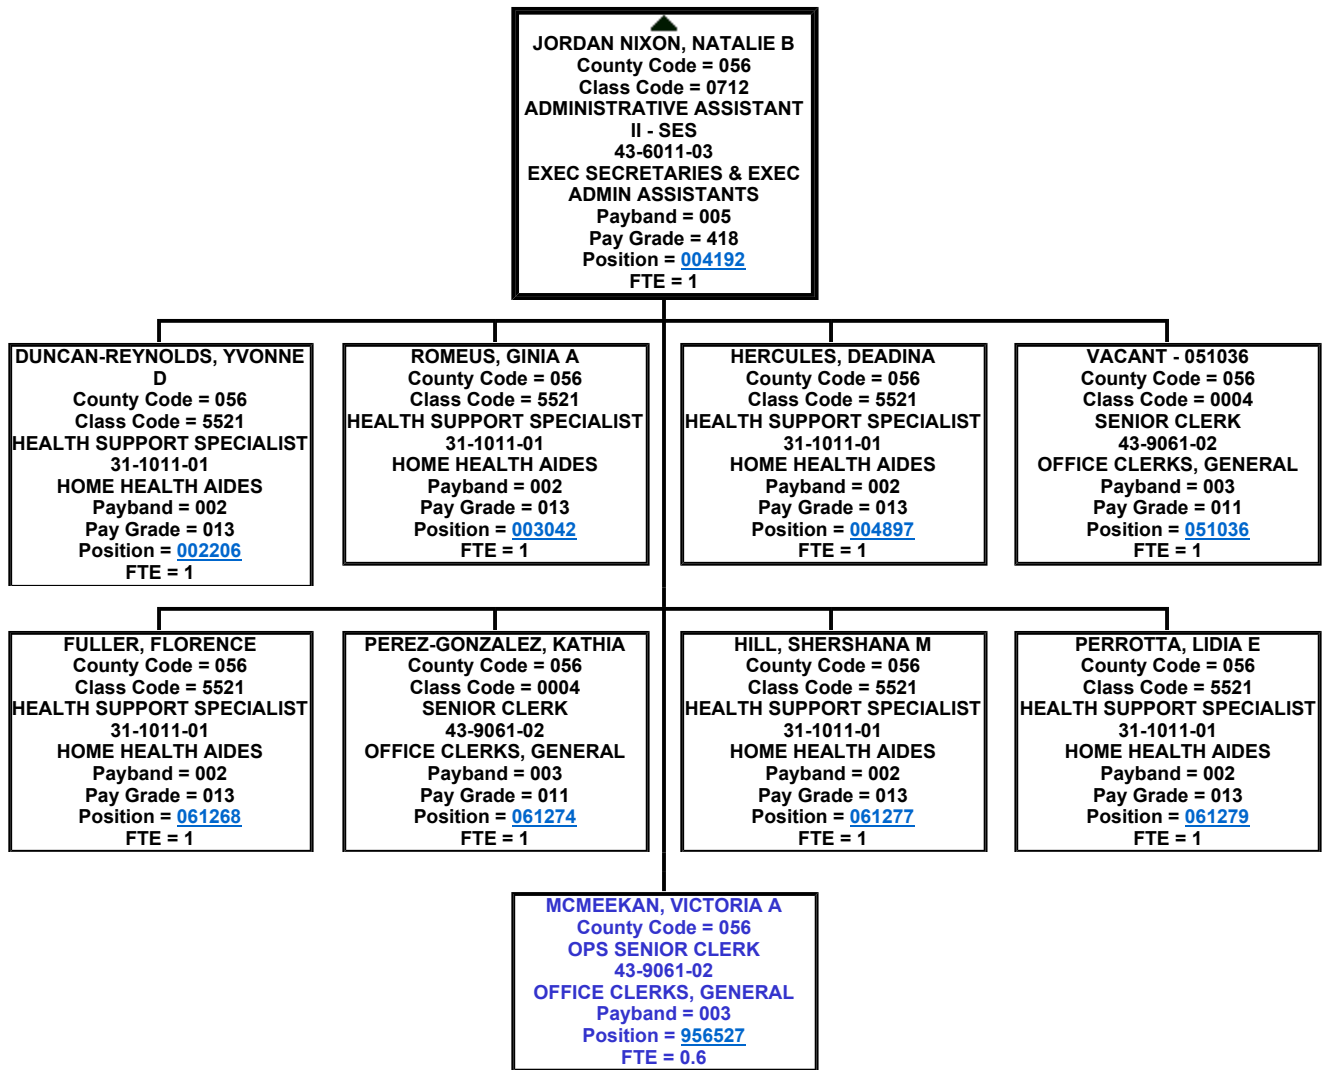 JORDAN NIXON, NATALIE B
County Code = 056
Class Code = 0712
ADMINISTRATIVE ASSISTANT
II - SES
43-6011-03
EXEC SECRETARIES & EXEC
ADMIN ASSISTANTS
Payband = 005
Pay Grade = 418
Position = 004192
FTE = 1
DUNCAN-REYNOLDS, YVONNE
D
County Code = 056
Class Code = 5521
HEALTH SUPPORT SPECIALIST
31-1011-01
HOME HEALTH AIDES
Payband = 002
Pay Grade = 013
Position = 002206
FTE = 1
ROMEUS, GINIA A
County Code = 056
Class Code = 5521
HEALTH SUPPORT SPECIALIST
31-1011-01
HOME HEALTH AIDES
Payband = 002
Pay Grade = 013
Position = 003042
FTE = 1
HERCULES, DEADINA
County Code = 056
Class Code = 5521
HEALTH SUPPORT SPECIALIST
31-1011-01
HOME HEALTH AIDES
Payband = 002
Pay Grade = 013
Position = 004897
FTE = 1
VACANT - 051036
County Code = 056
Class Code = 0004
SENIOR CLERK
43-9061-02
OFFICE CLERKS, GENERAL
Payband = 003
Pay Grade = 011
Position = 051036
FTE = 1
FULLER, FLORENCE
County Code = 056
Class Code = 5521
HEALTH SUPPORT SPECIALIST
31-1011-01
HOME HEALTH AIDES
Payband = 002
Pay Grade = 013
Position = 061268
FTE = 1
PEREZ-GONZALEZ, KATHIA
County Code = 056
Class Code = 0004
SENIOR CLERK
43-9061-02
OFFICE CLERKS, GENERAL
Payband = 003
Pay Grade = 011
Position = 061274
FTE = 1
HILL, SHERSHANA M
County Code = 056
Class Code = 5521
HEALTH SUPPORT SPECIALIST
31-1011-01
HOME HEALTH AIDES
Payband = 002
Pay Grade = 013
Position = 061277
FTE = 1
PERROTTA, LIDIA E
County Code = 056
Class Code = 5521
HEALTH SUPPORT SPECIALIST
31-1011-01
HOME HEALTH AIDES
Payband = 002
Pay Grade = 013
Position = 061279
FTE = 1
MCMEEKAN, VICTORIA A
County Code = 056
OPS SENIOR CLERK
43-9061-02
OFFICE CLERKS, GENERAL
Payband = 003
Position = 956527
FTE = 0.6